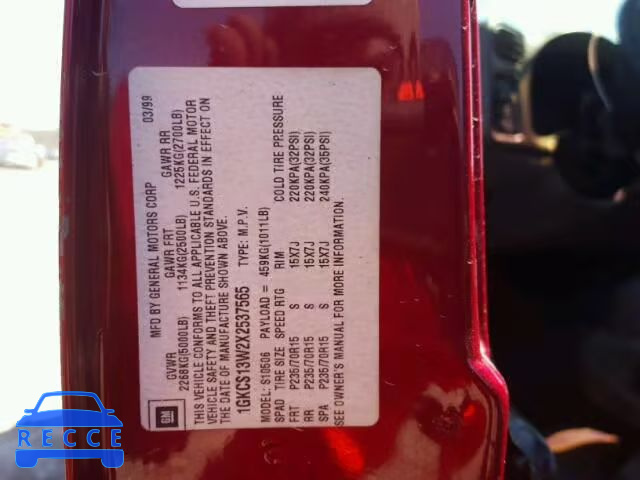 MFD BY GENERAL MOTORS CORP 03/99
GVWR GAWR FRT GAWR RR
2268KG(5000LB) 1134KG(2500LB) 1225KG(2700LB)
THIS VEHICLE CONFORMS TO ALL APPLICABLE U.S. FEDERAL MOTOR
VEHICLE SAFETY AND THEFT PREVENTION STANDARDS IN EFFECT ON
THE DATE OF MANUFACTURE SHOWN ABOVE.
1GKCS13W2X2537565 TYPE: M.P.V.
MODEL: S10506 PAYLOAD = 459KG(1011LB)
SPAD TIRE SIZE SPEED RTG RIM COLD TIRE PRESSURE
FRT P235/70R15 S 15X7J 220KPA(32PSI)
RR P235/70R15 S 15X7J 220KPA(32PSI)
SPA P235/70R15 S 15X7J 240KPA(35PSI)
SEE OWNER'S MANUAL FOR MORE INFORMATION.
GM
RECCE